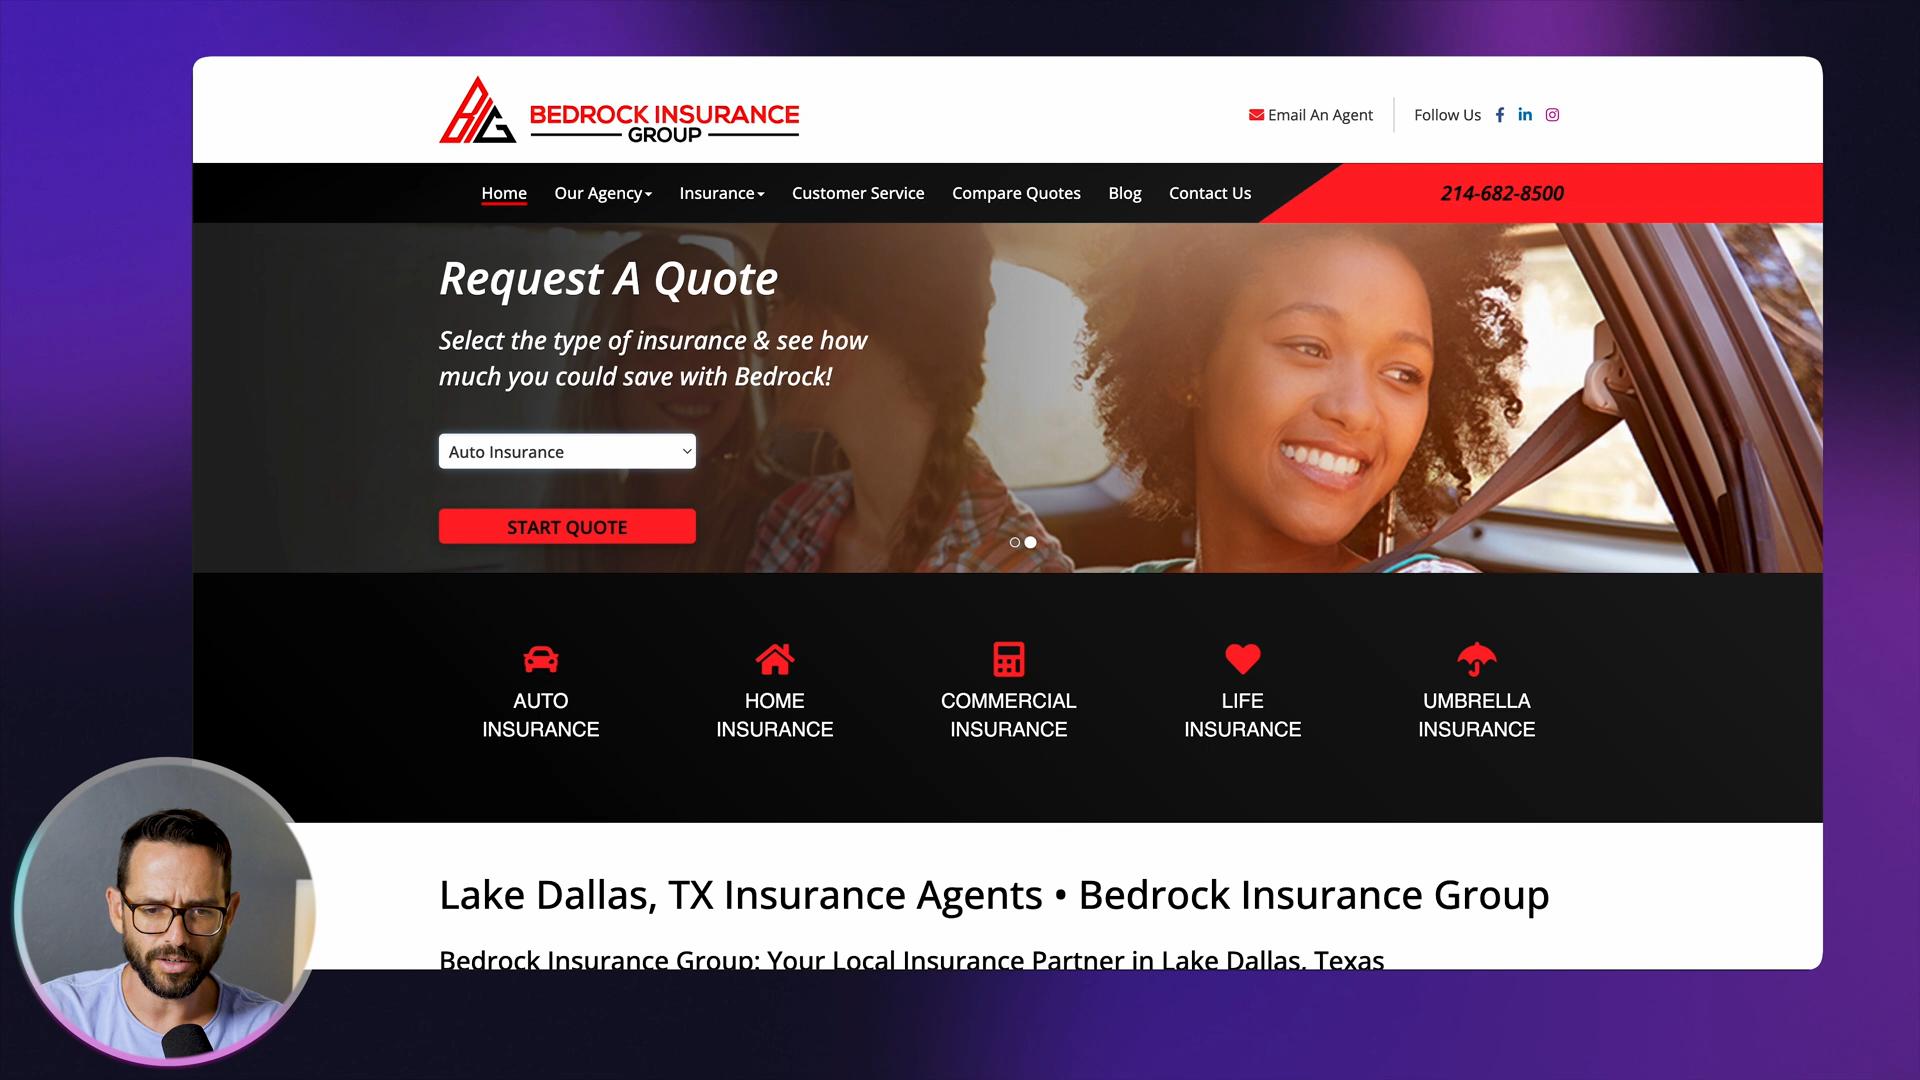 BIG
BEDROCK INSURANCE
GROUP
Email An Agent
Follow Us
Home
Our Agency
Insurance
Customer Service
Compare Quotes
Blog
Contact Us
214-682-8500
Request A Quote
Select the type of insurance & see how
much you could save with Bedrock!
Auto Insurance
START QUOTE
AUTO
INSURANCE
HOME
INSURANCE
COMMERCIAL
INSURANCE
LIFE
INSURANCE
UMBRELLA
INSURANCE
Lake Dallas, TX Insurance Agents • Bedrock Insurance Group
Bedrock Insurance Group: Your Local Insurance Partner in Lake Dallas, Texas